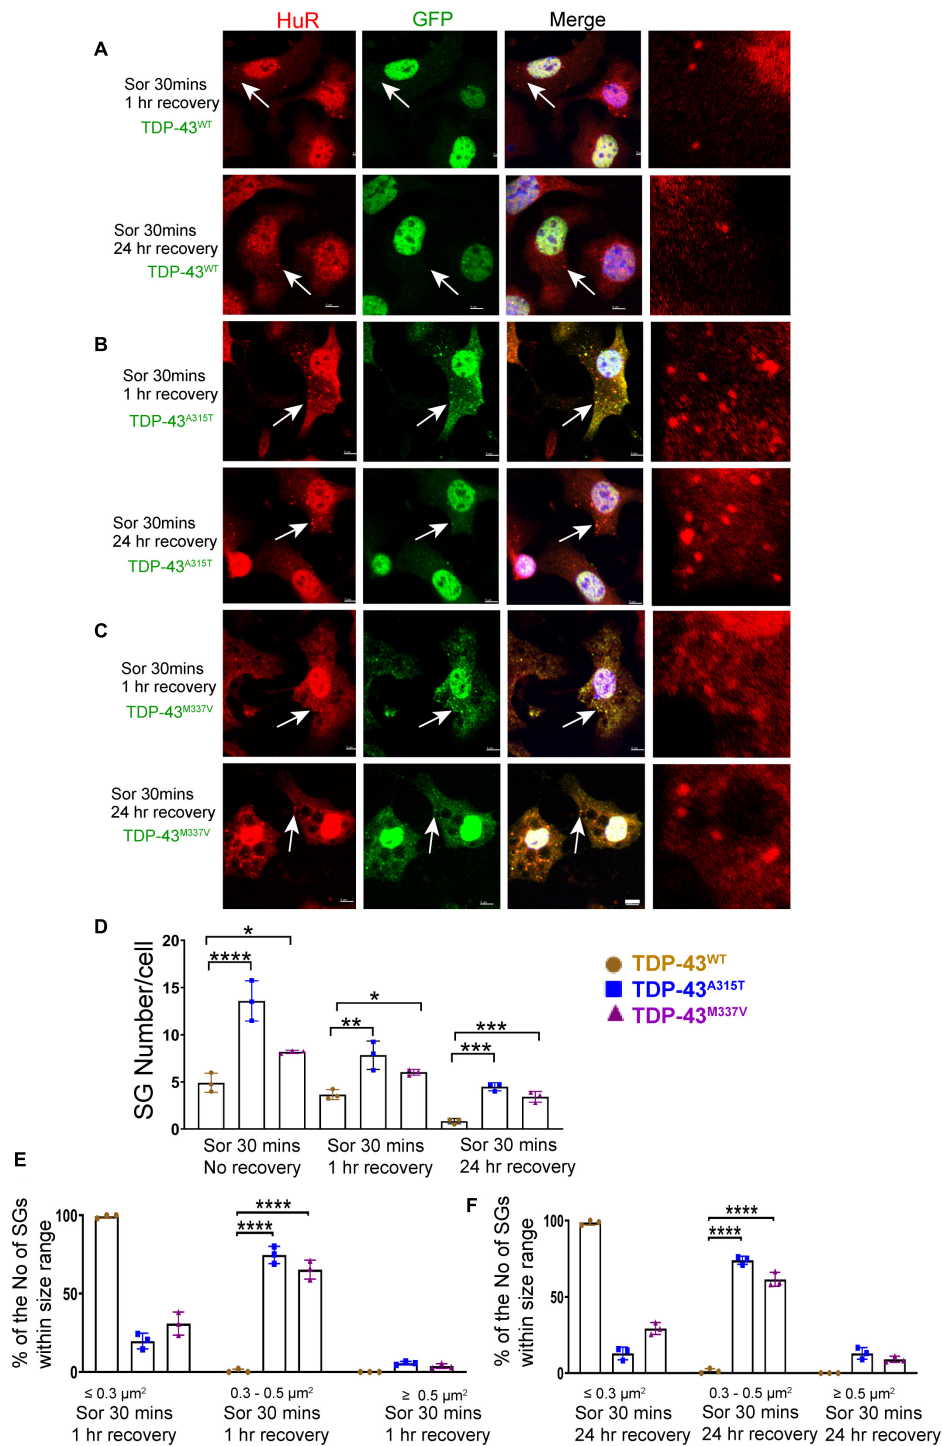 HuR GFP Merge
A
Sor 30mins
1 hr recovery
TDP-43WT
Sor 30mins
24 hr recovery
TDP-43WT
B
Sor 30mins
1 hr recovery
TDP-43A315T
Sor 30mins
24 hr recovery
TDP-43A315T
C
Sor 30mins
1 hr recovery
TDP-43M337V
Sor 30mins
24 hr recovery
TDP-43M337V
D
SG Number/cell
20
15
10
5
0
* **** * ** *** ***
Sor 30 mins
No recovery
Sor 30 mins
1 hr recovery
Sor 30 mins
24 hr recovery
TDP-43WT
TDP-43A315T
TDP-43M337V
E
% of the No of SGs
within size range
100
50
0
****
****
≤ 0.3 µm2
Sor 30 mins
1 hr recovery
0.3 - 0.5 µm2
Sor 30 mins
1 hr recovery
≥ 0.5 µm2
Sor 30 mins
1 hr recovery
F
% of the No of SGs
within size range
100
50
0
****
****
≤ 0.3 µm2
Sor 30 mins
24 hr recovery
0.3 - 0.5 µm2
Sor 30 mins
24 hr recovery
≥ 0.5 µm2
Sor 30 mins
24 hr recovery